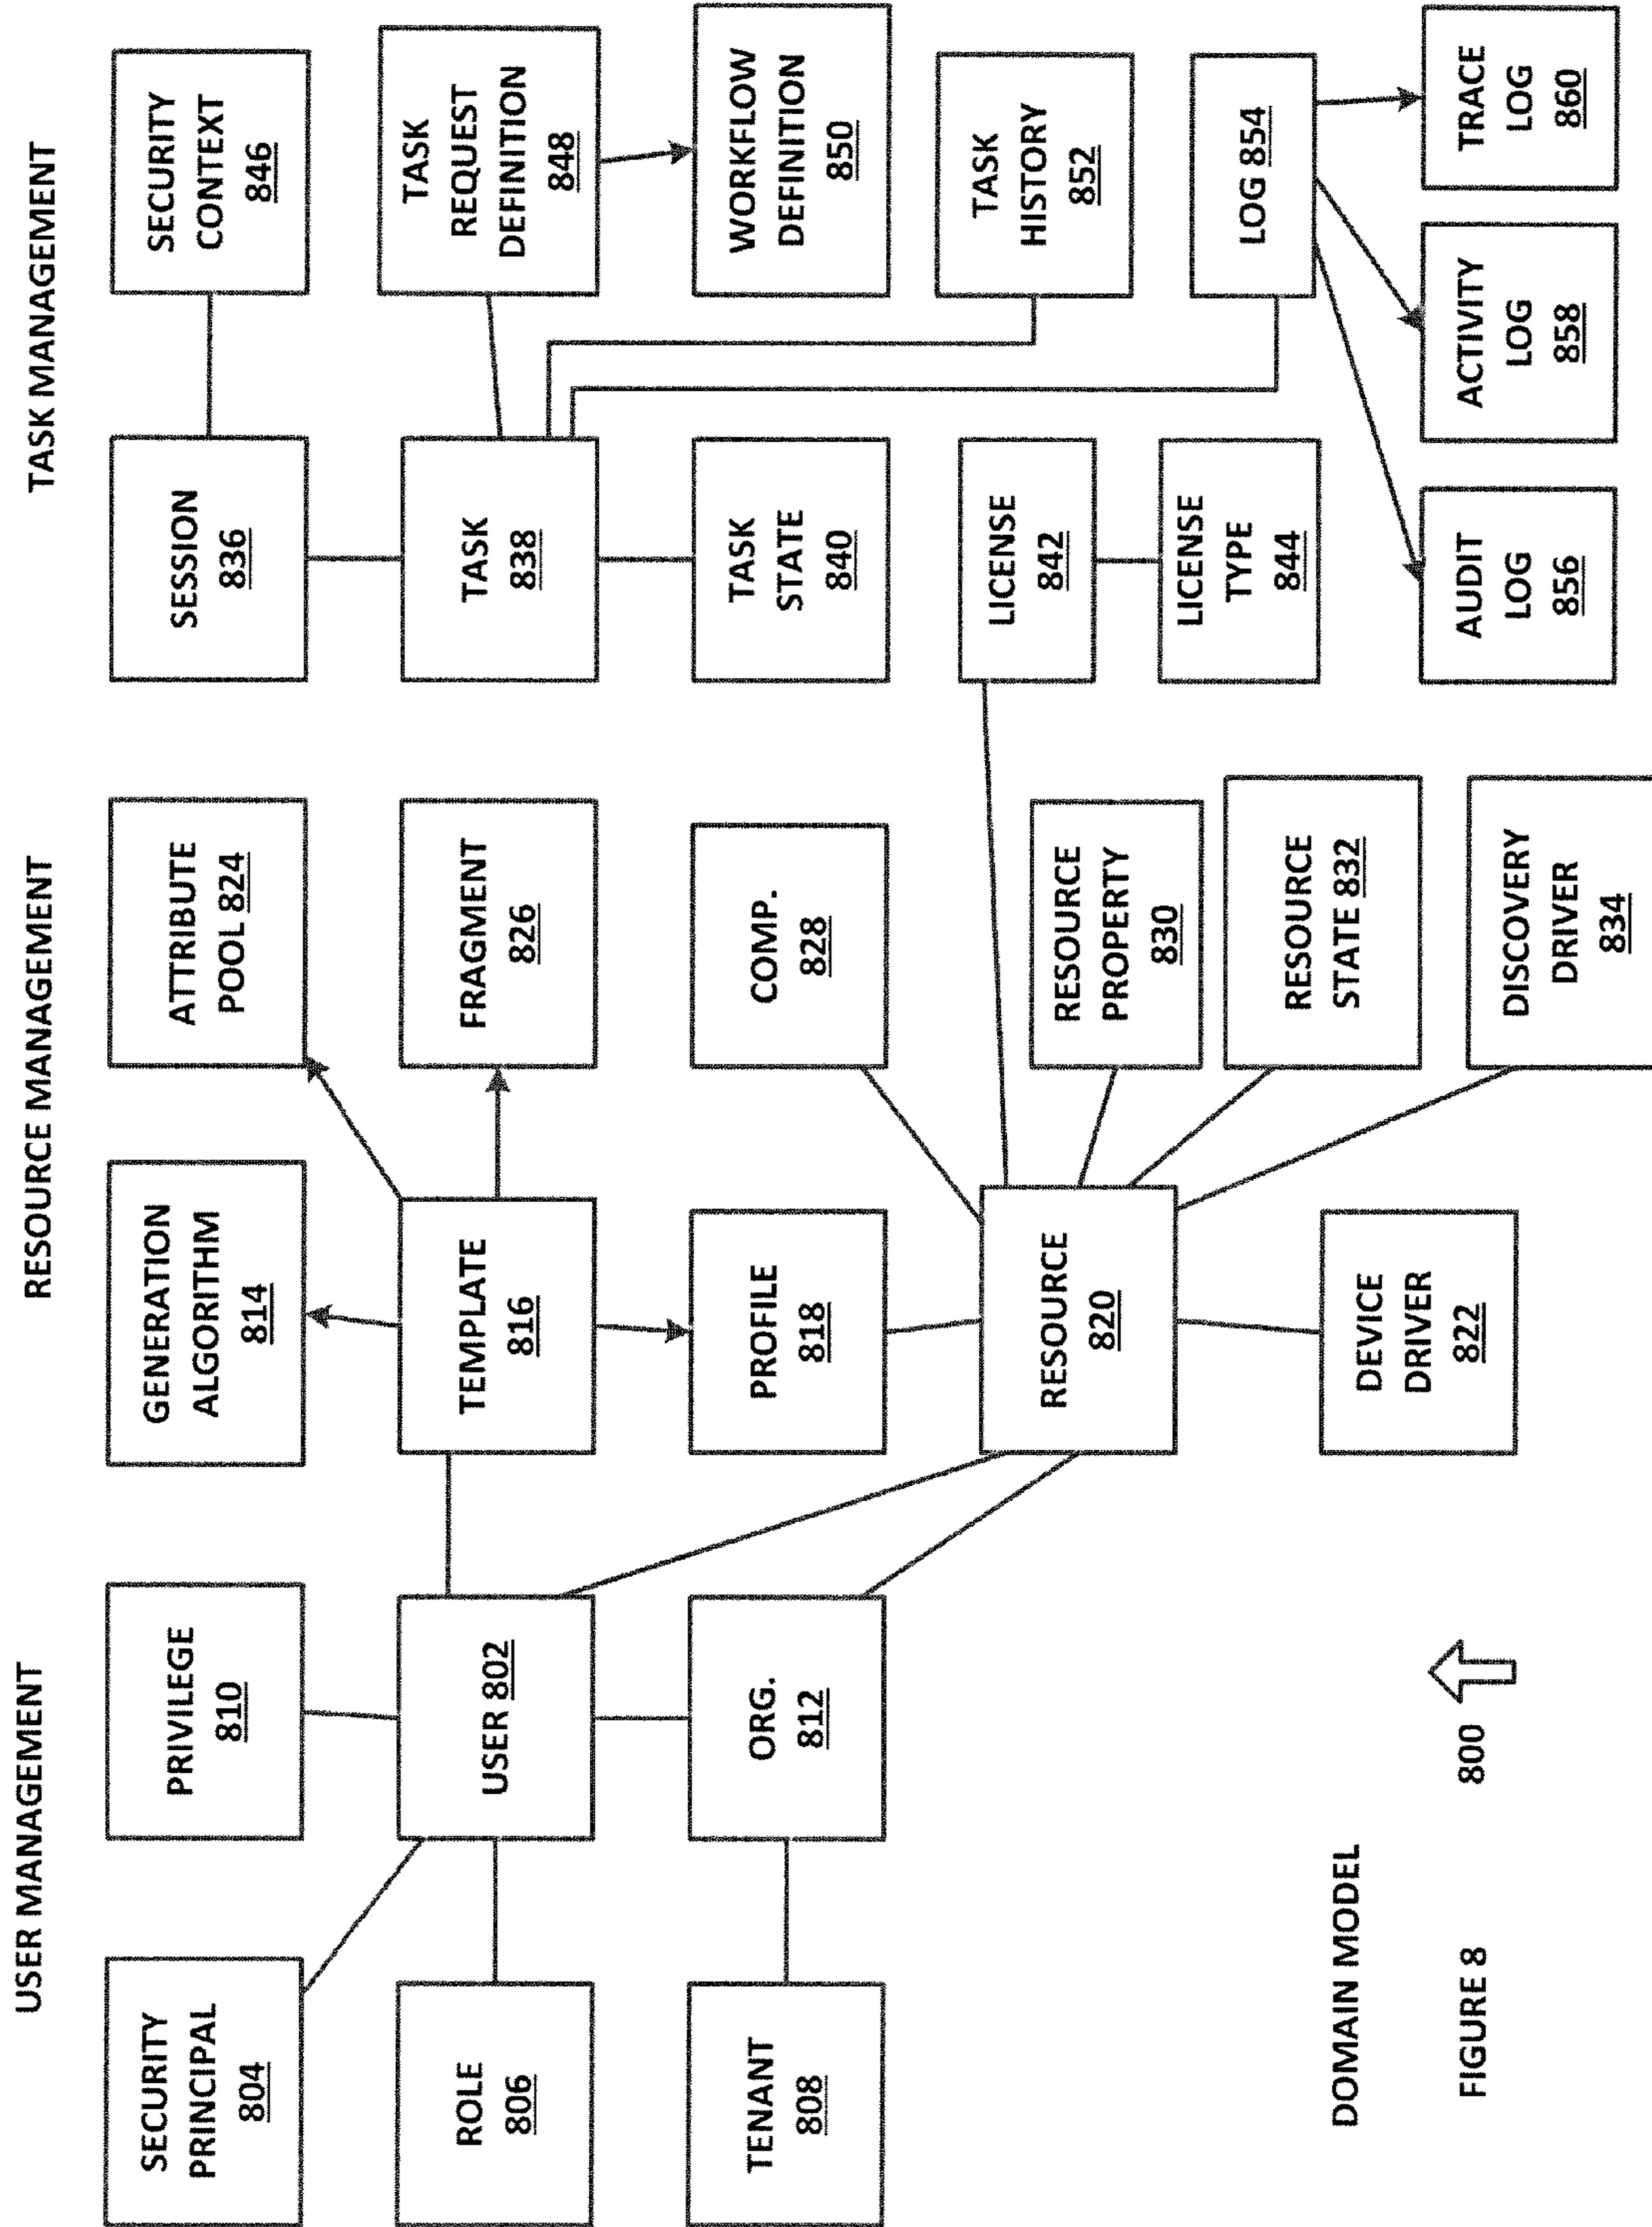 USER MANAGEMENT
RESOURCE MANAGEMENT
TASK MANAGEMENT
SECURITY
PRINCIPAL
804
PRIVILEGE
810
ROLE
806
USER 802
TENANT
808
ORG.
812
GENERATION
ALGORITHM
814
ATTRIBUTE
POOL 824
TEMPLATE
816
FRAGMENT
826
PROFILE
818
COMP.
828
RESOURCE
820
RESOURCE
PROPERTY
830
RESOURCE
STATE 832
DEVICE
DRIVER
822
DISCOVERY
DRIVER
834
SESSION
836
SECURITY
CONTEXT
846
TASK
838
TASK
REQUEST
DEFINITION
848
TASK
STATE
840
WORKFLOW
DEFINITION
850
LICENSE
842
TASK
HISTORY
852
LICENSE
TYPE
844
LOG 854
AUDIT
LOG
856
ACTIVITY
LOG
858
TRACE
LOG
860
DOMAIN MODEL
FIGURE 8
800